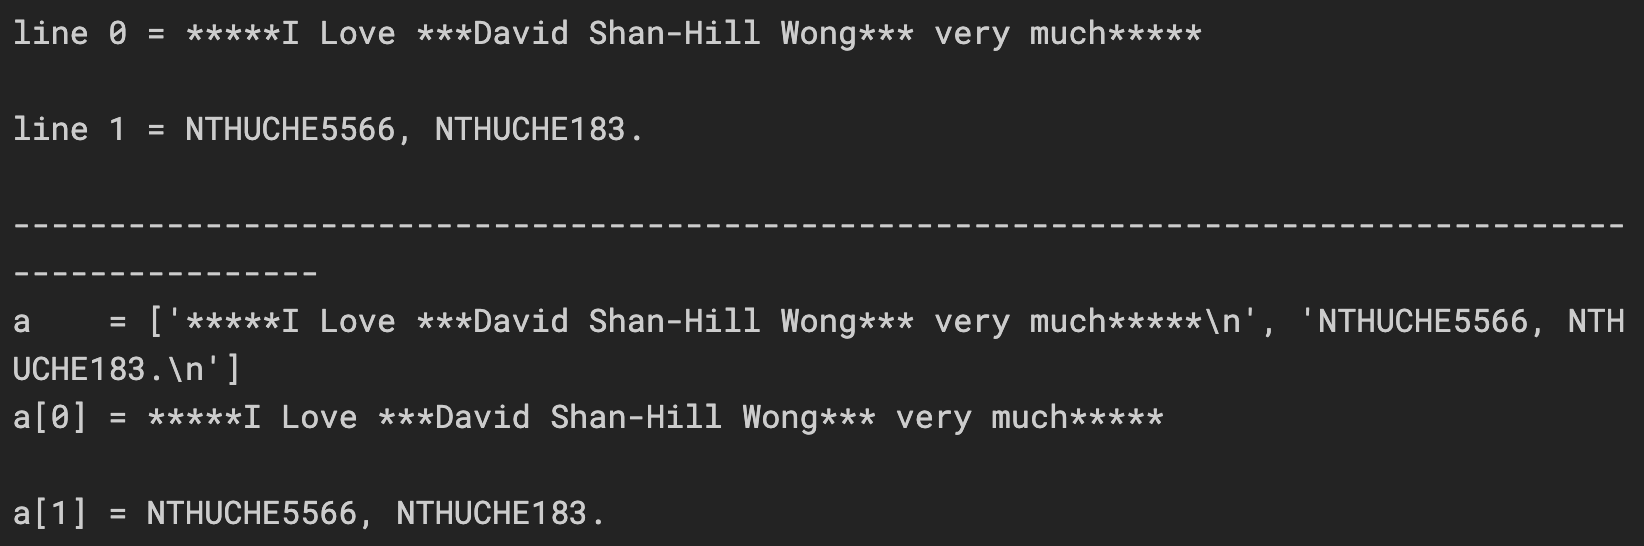 line 0 = *****I Love ***David Shan-Hill Wong*** very much*****
line 1 = NTHUCHE5566, NTHUCHE183.
------------------------------------------------------------------------------------
----------------
a    = ['*****I Love ***David Shan-Hill Wong*** very much*****\n', 'NTHUCHE5566, NTH
UCHE183.\n']
a[0] = *****I Love ***David Shan-Hill Wong*** very much*****
a[1] = NTHUCHE5566, NTHUCHE183.